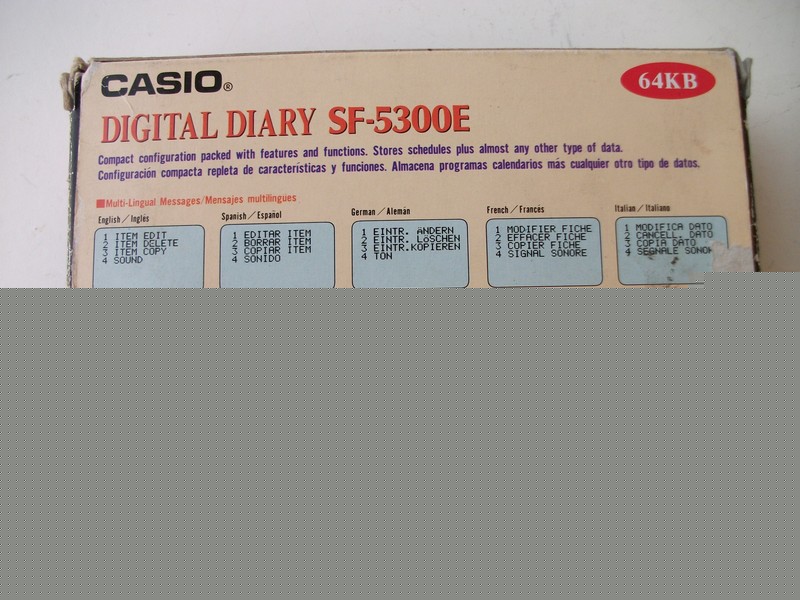 CASIO®
64KB
DIGITAL DIARY SF-5300E
Compact configuration packed with features and functions. Stores schedules plus almost any other type of data.
Configuración compacta repleta de características y funciones. Almacena programas calendarios más cualquier otro tipo de datos.
■Multi-Lingual Messages/Mensajes multilingües
English/Inglés
1 ITEM EDIT
2 ITEM DELETE
3 ITEM COPY
4 SOUND
Spanish/Español
1 EDITAR ITEM
2 BORRAR ITEM
3 COPIAR ITEM
4 SONIDO
German/Alemán
1 EINTR. ÄNDERN
2 EINTR. LöSCHEN
3 EINTR.KOPIEREN
4 TON
French/Francés
1 MODIFIER FICHE
2 EFFACER FICHE
3 COPIER FICHE
4 SIGNAL SONORE
Italian/Italiano
1 MODIFICA DATO
2 CANCELL. DATO
3 COPIA DATO
4 SEGNALE